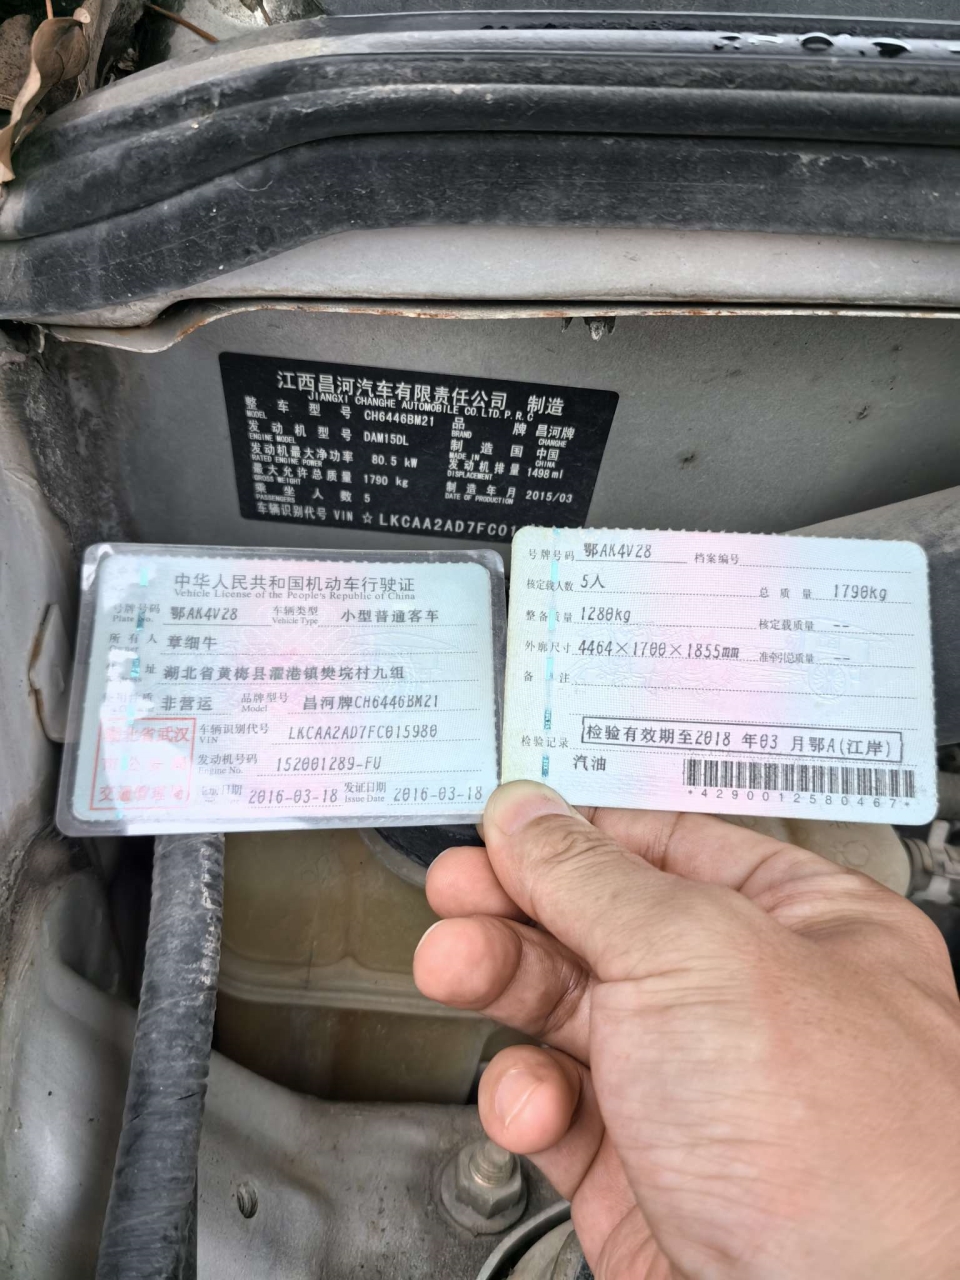 江西昌河汽车有限责任公司 制造
JIANGXI CHANGHE AUTOMOBILE CO.LTD.P.R.C
整车型号 CH6446BM21 品牌 昌河牌
MODEL BRAND CHANGHE
发动机型号 DAM15DL 制造国 中国
ENGINE MODEL MADE IN CHINA
发动机最大净功率 80.5 kW 发动机排量 1498ml
RATED ENGINE POWER DISPLACEMENT
最大允许总质量 1790 kg 制造年月 2015/03
GROSS WEIGHT DATE OF PRODUCTION
乘坐人数 5
PASSENGERS
车辆识别代号 VIN ☆LKCAA2AD7FC01
中华人民共和国机动车行驶证
Vehicle License of the People's Republic of China
号牌号码 鄂AK4V28 车辆类型 小型普通客车
Plate No. Vehicle Type
所有人 章细牛
址 湖北省黄梅县濯港镇樊垸村九组
非营运 品牌型号 昌河牌CH6446BM21
Model
车辆识别代号 LKCAA2AD7FC015980
VIN
发动机号码 152001289-FU
Engine No.
2016-03-18 发证日期 2016-03-18
Issue Date
省武汉
交
号牌号码 鄂AK4V28 档案编号
核定载人数 5人 总质量 1790kg
整备质量 1280kg 核定载质量 --
外廓尺寸 4464×1700×1855mm 准牵引总质量 --
备注
检验记录 检验有效期至2018 年03 月鄂A(江岸)
汽油
*4290012580467*